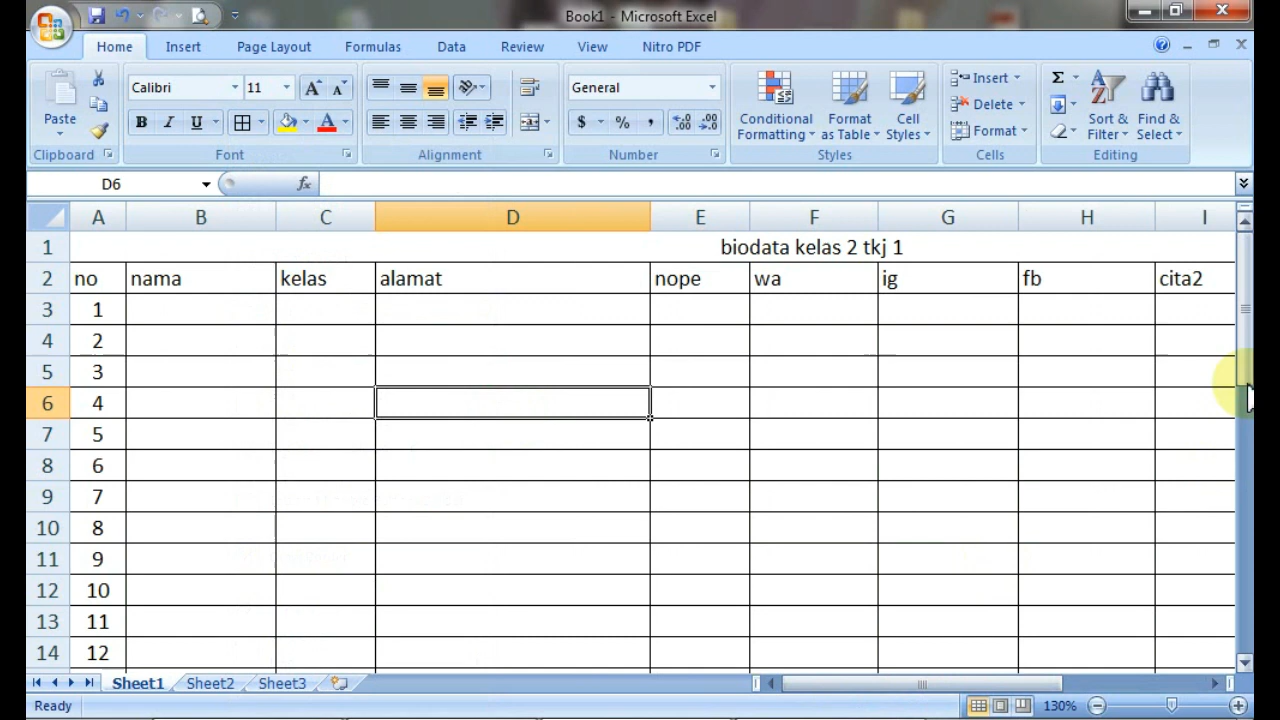 Book1 - Microsoft Excel
Home Insert Page Layout Formulas Data Review View Nitro PDF
Paste
Clipboard
Calibri 11
B I U A
Font
Alignment
General
$ % ,
Number
Conditional Formatting
Format as Table
Cell Styles
Styles
Insert
Delete
Format
Cells
Σ
Sort & Filter
Find & Select
Editing
D6 fx
A B C D E F G H I
1 biodata kelas 2 tkj 1
2 no nama kelas alamat nope wa ig fb cita2
3 1
4 2
5 3
6 4
7 5
8 6
9 7
10 8
11 9
12 10
13 11
14 12
Sheet1 Sheet2 Sheet3
Ready 130%